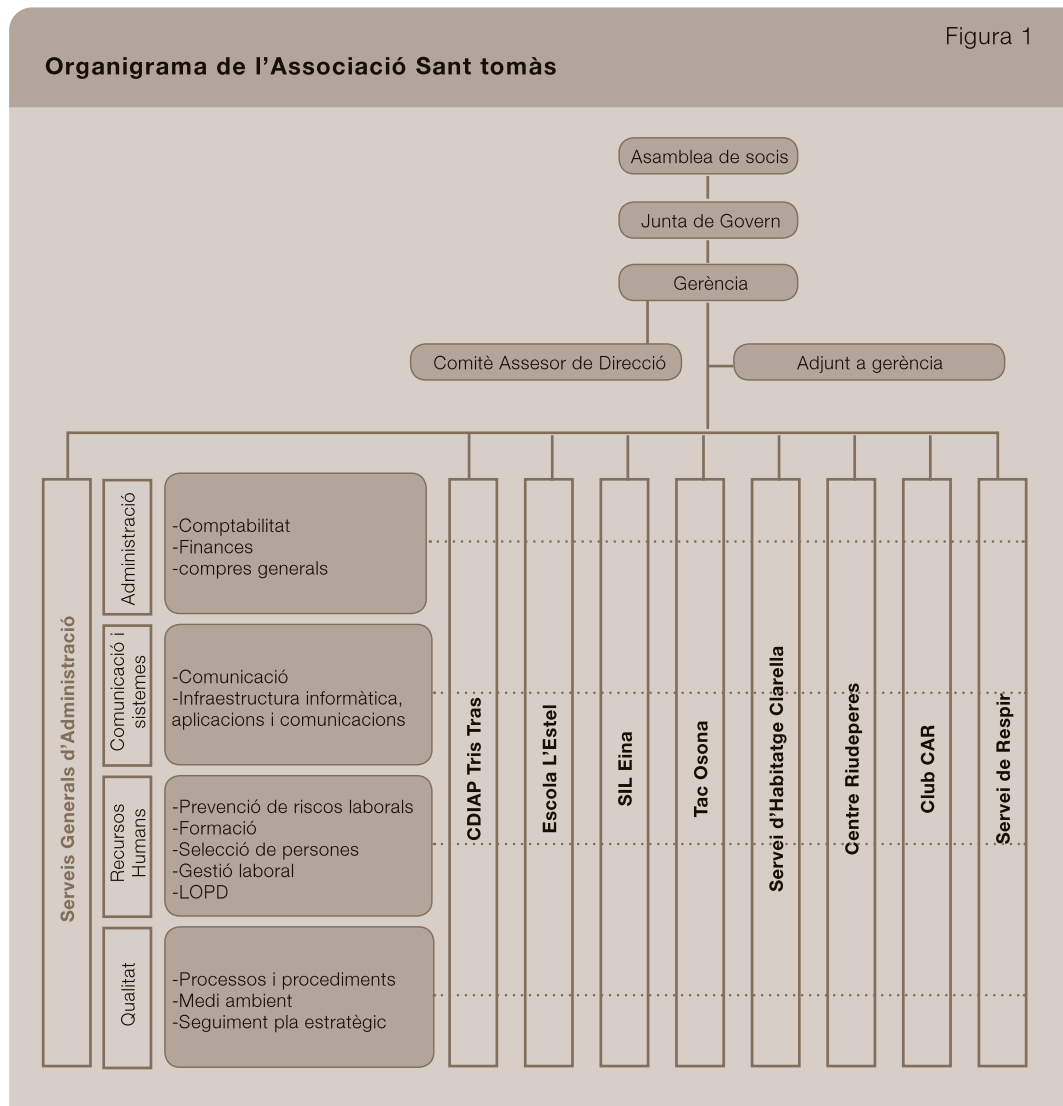 Figura 1
Organigrama de l'Associació Sant tomàs
Asamblea de socis
Junta de Govern
Gerència
Comitè Assesor de Direcció
Adjunt a gerència
Serveis Generals d'Administració
Administració
-Comptabilitat
-Finances
-compres generals
Comunicació i
sistemes
-Comunicació
-Infraestructura informàtica,
aplicacions i comunicacions
Recursos
Humans
-Prevenció de riscos laborals
-Formació
-Selecció de persones
-Gestió laboral
-LOPD
Qualitat
-Processos i procediments
-Medi ambient
-Seguiment pla estratègic
CDIAP Tris Tras
Escola L'Estel
SIL Eina
Tac Osona
Servei d'Habitatge Clarella
Centre Riudeperes
Club CAR
Servei de Respir